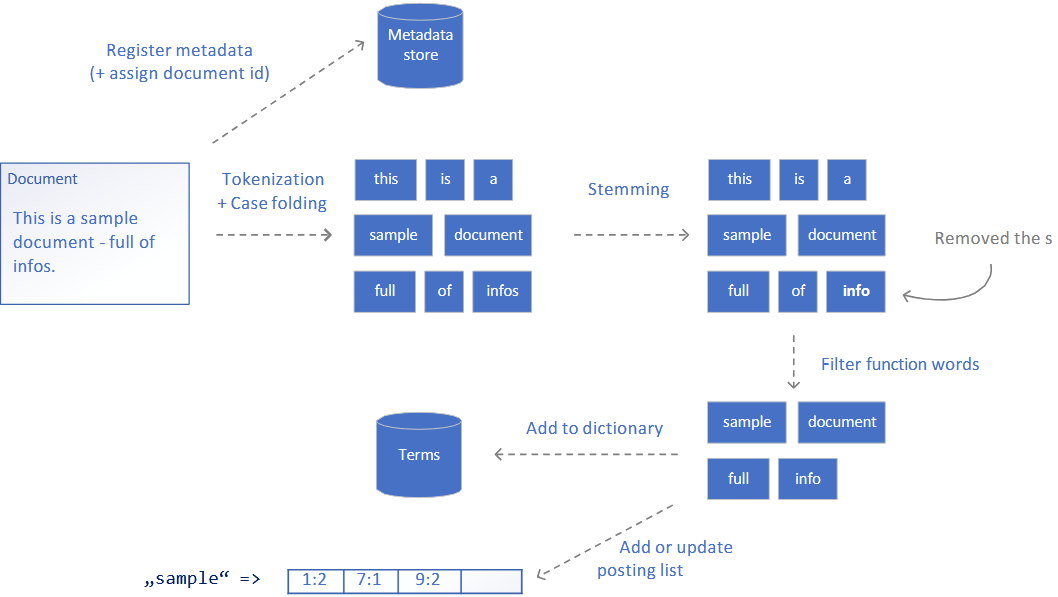 Metadata
store
Register metadata
(+ assign document id)
Document
This is a sample
document - full of
infos.
Tokenization
+ Case folding
this is a
sample document
full of infos
Stemming
this is a
sample document
full of info
Removed the s
Filter function words
sample document
full info
Add to dictionary
Terms
Add or update
posting list
„sample“ => 1:2 7:1 9:2